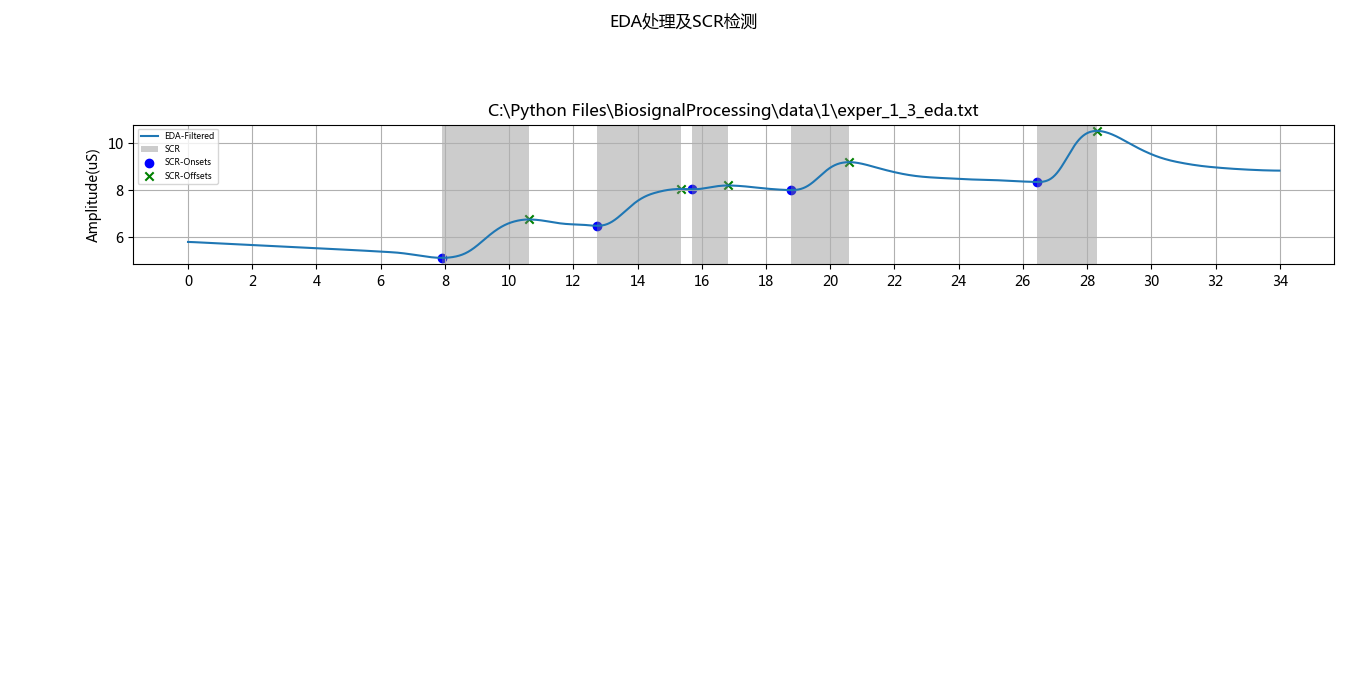 EDA处理及SCR检测
C:\Python Files\BiosignalProcessing\data\1\exper_1_3_eda.txt
EDA-Filtered
SCR
SCR-Onsets
SCR-Offsets
Amplitude(uS)
10
8
6
0 2 4 6 8 10 12 14 16 18 20 22 24 26 28 30 32 34